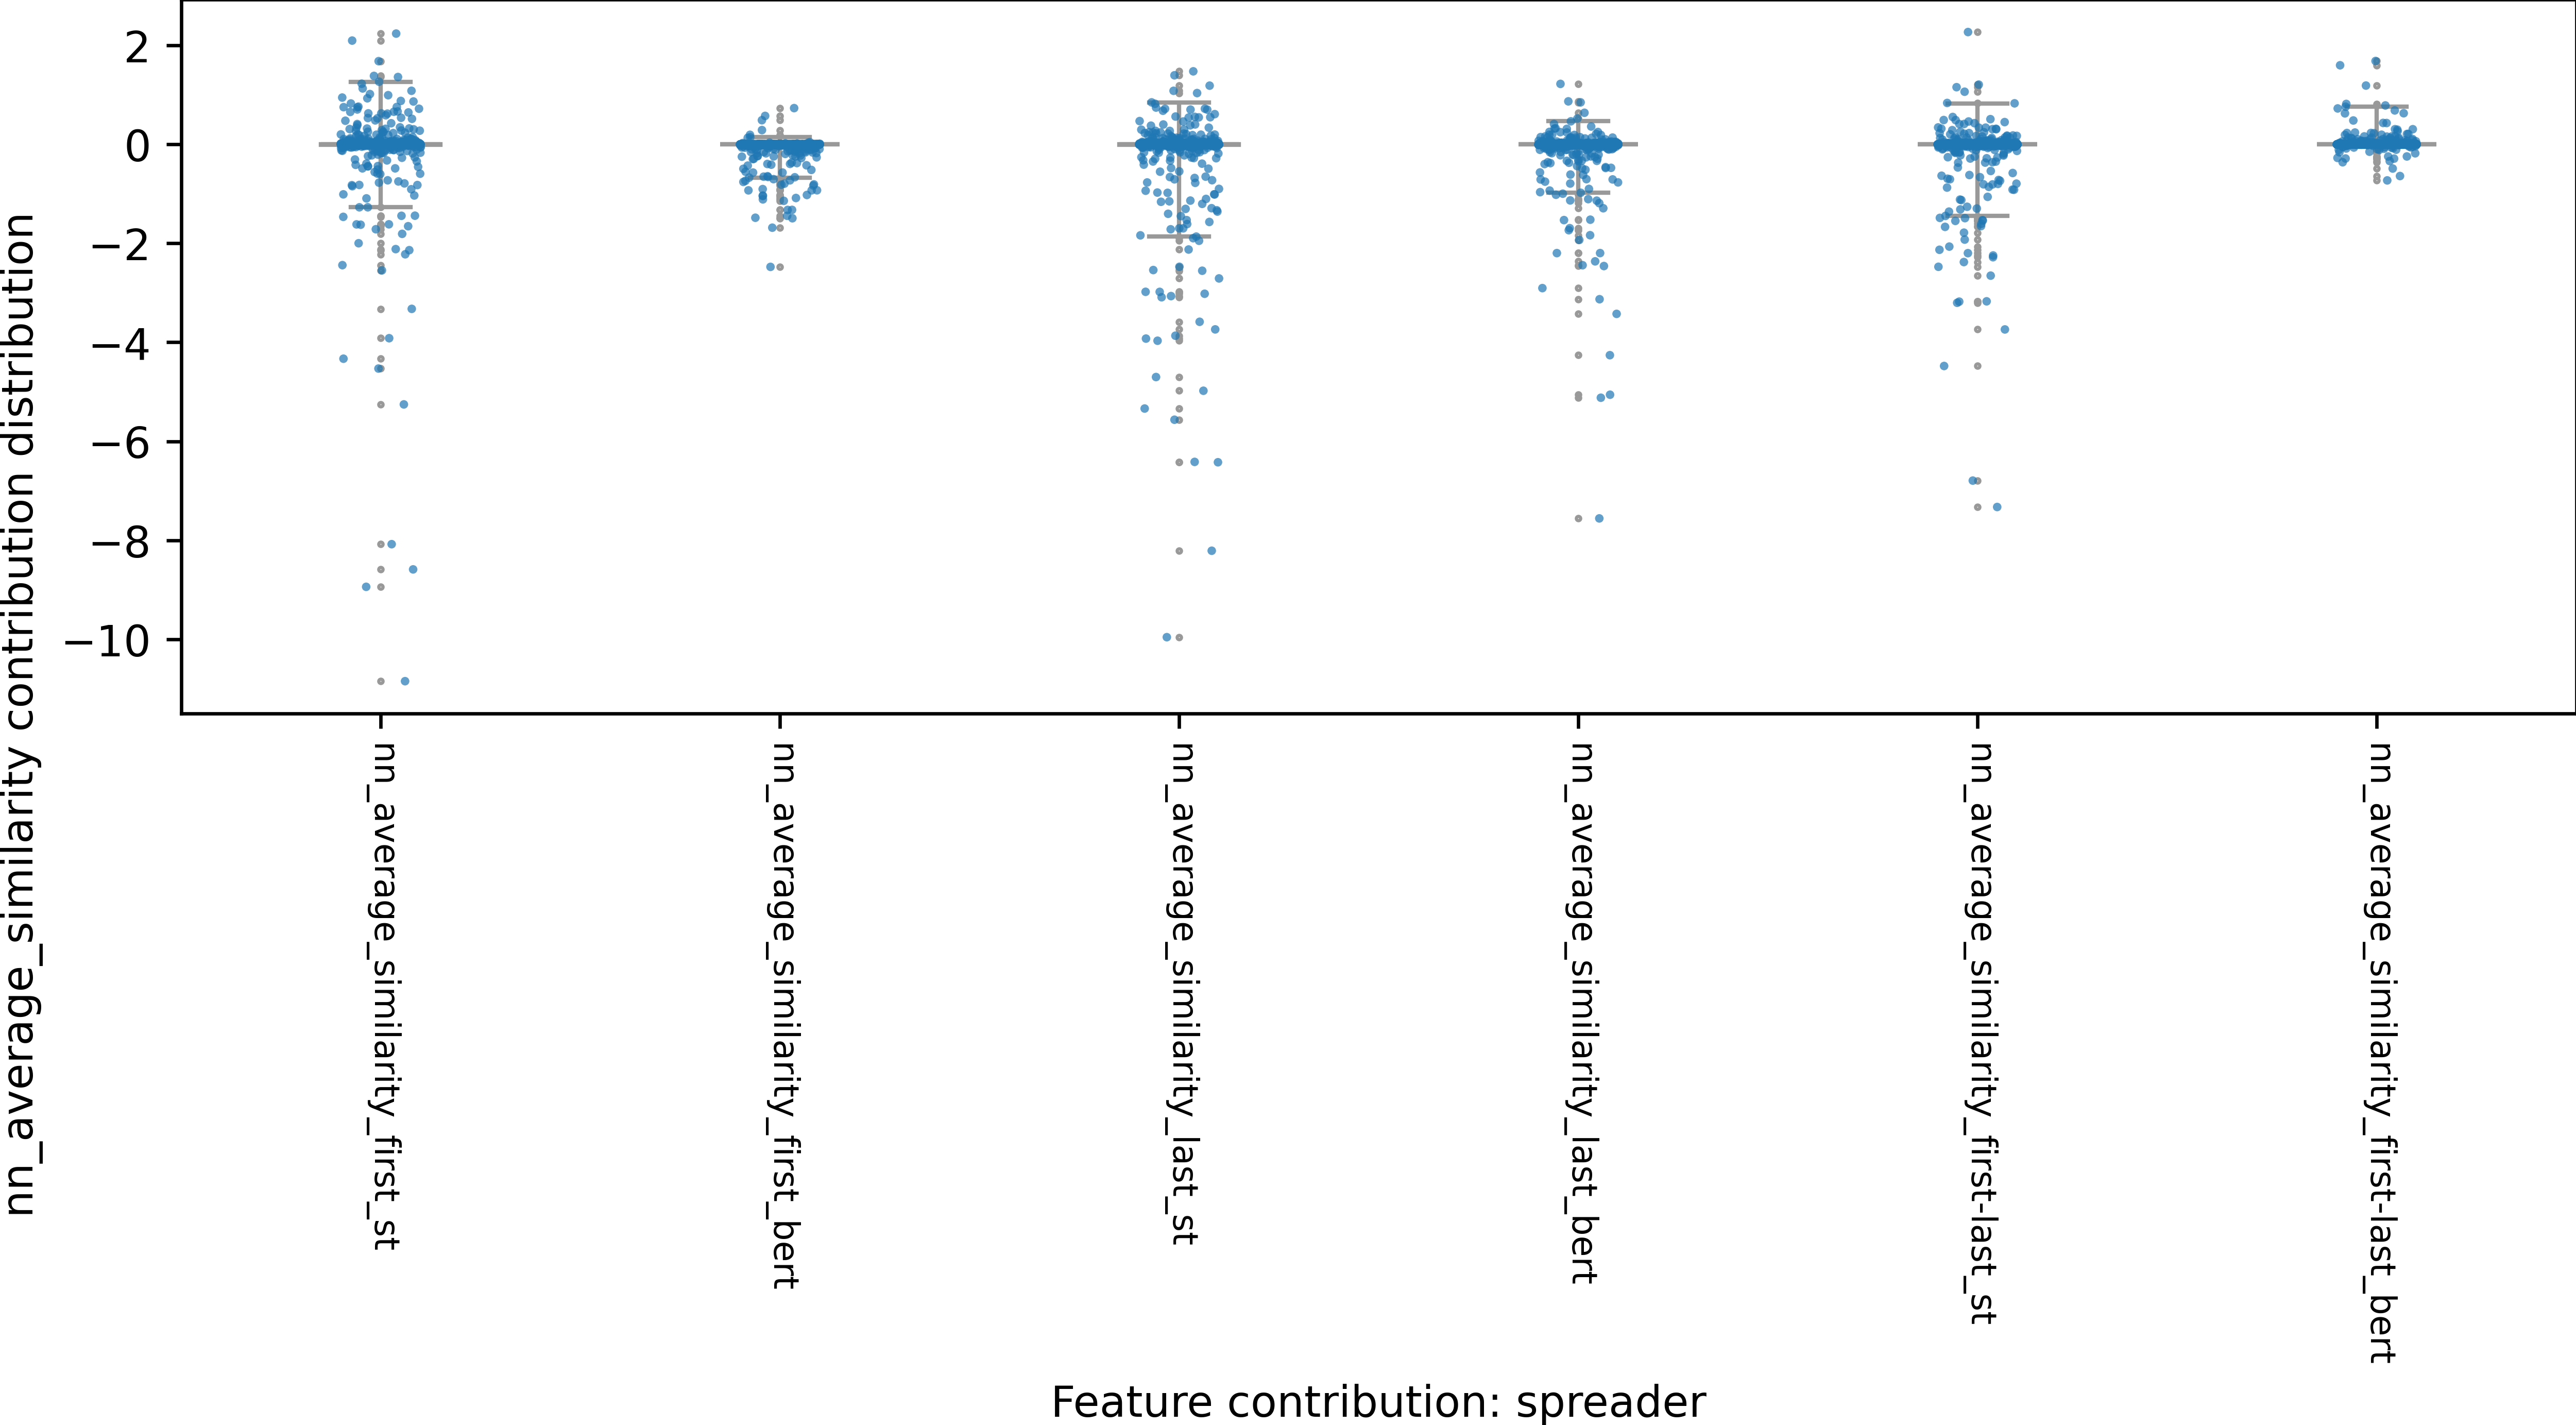 nn_average_similarity contribution distribution
2
0
−2
−4
−6
−8
−10
nn_average_similarity_first_st
nn_average_similarity_first_bert
nn_average_similarity_last_st
nn_average_similarity_last_bert
nn_average_similarity_first-last_st
nn_average_similarity_first-last_bert
Feature contribution: spreader